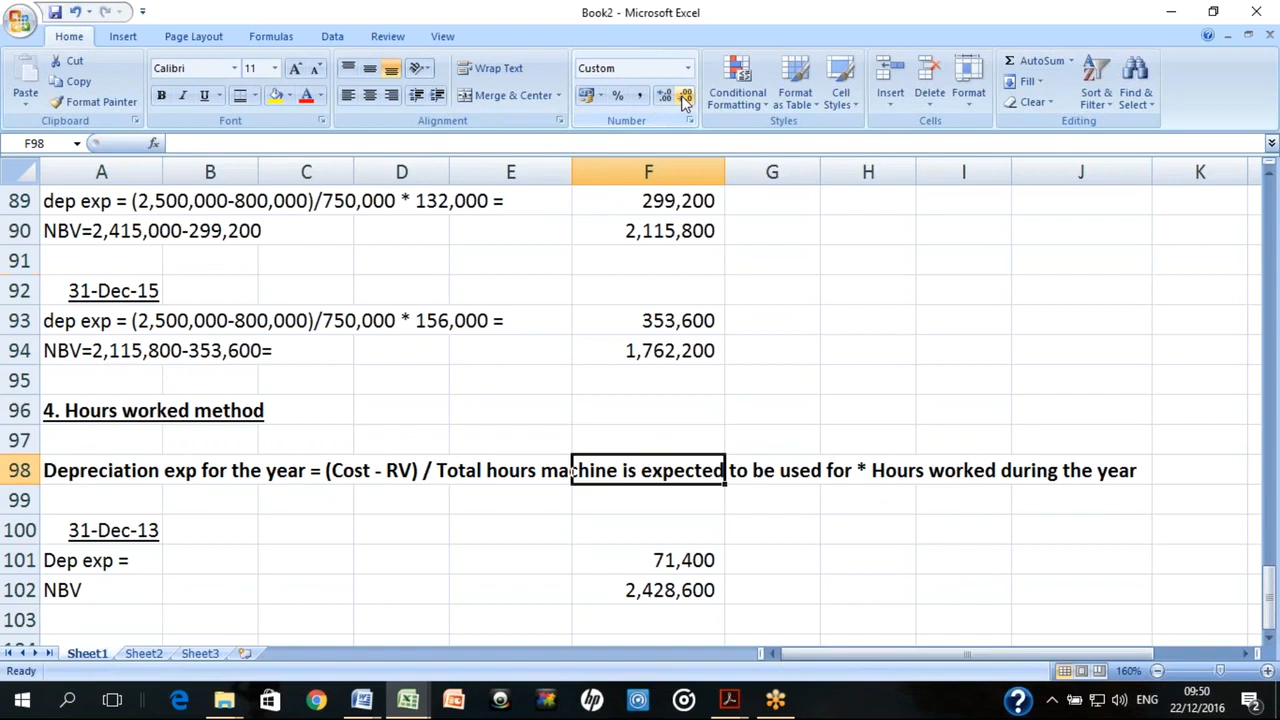 Book2 - Microsoft Excel
Home Insert Page Layout Formulas Data Review View
Paste Cut Copy Format Painter Clipboard
Calibri 11 A A B I U A Font
Wrap Text Merge & Center Alignment
Custom % , Number
Conditional Formatting Format as Table Cell Styles Styles
Insert Delete Format Cells
Σ AutoSum Fill Clear Sort & Filter Find & Select Editing
F98 fx
A B C D E F G H I J K
89 dep exp = (2,500,000-800,000)/750,000 * 132,000 = 299,200
90 NBV=2,415,000-299,200 2,115,800
91
92 31-Dec-15
93 dep exp = (2,500,000-800,000)/750,000 * 156,000 = 353,600
94 NBV=2,115,800-353,600= 1,762,200
95
96 4. Hours worked method
97
98 Depreciation exp for the year = (Cost - RV) / Total hours machine is expected to be used for * Hours worked during the year
99
100 31-Dec-13
101 Dep exp = 71,400
102 NBV 2,428,600
103
Sheet1 Sheet2 Sheet3
Ready 160%
ENG 09:50
22/12/2016